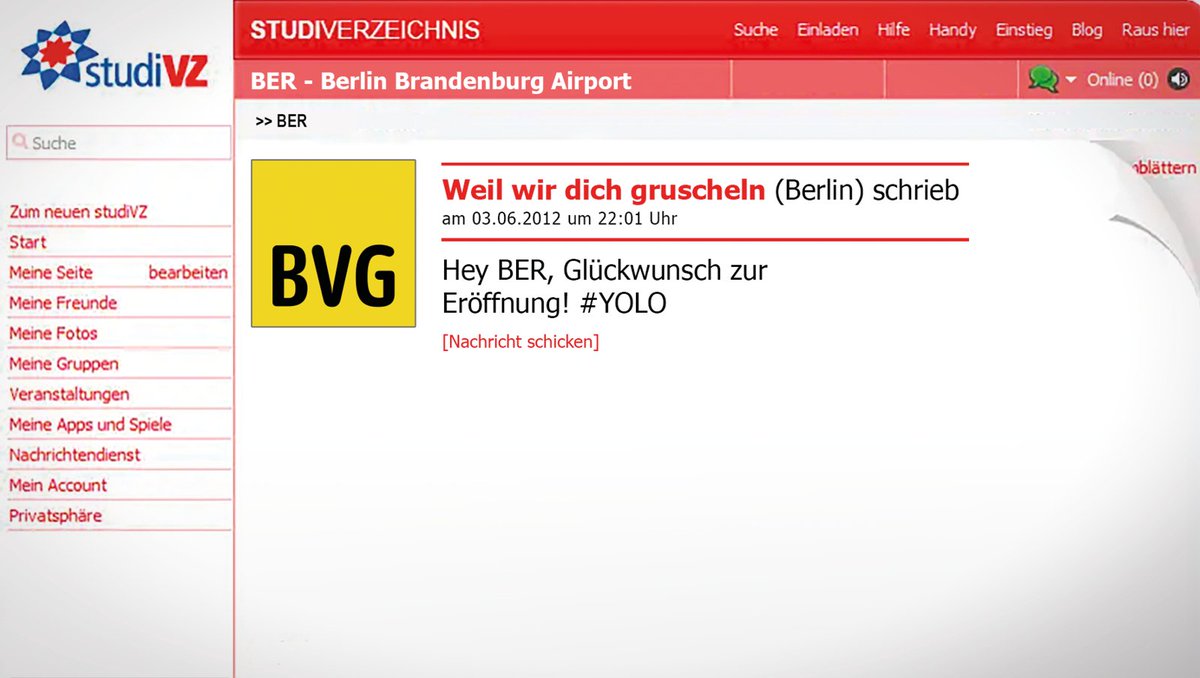 studiVZ
STUDIVERZEICHNIS
Suche Einladen Hilfe Handy Einstieg Blog Raus hier
BER - Berlin Brandenburg Airport
Online (0)
>> BER
Suche
Zum neuen studiVZ
Start
Meine Seite bearbeiten
Meine Freunde
Meine Fotos
Meine Gruppen
Veranstaltungen
Meine Apps und Spiele
Nachrichtendienst
Mein Account
Privatsphäre
BVG
Weil wir dich gruscheln (Berlin) schrieb
am 03.06.2012 um 22:01 Uhr
Hey BER, Glückwunsch zur
Eröffnung! #YOLO
[Nachricht schicken]